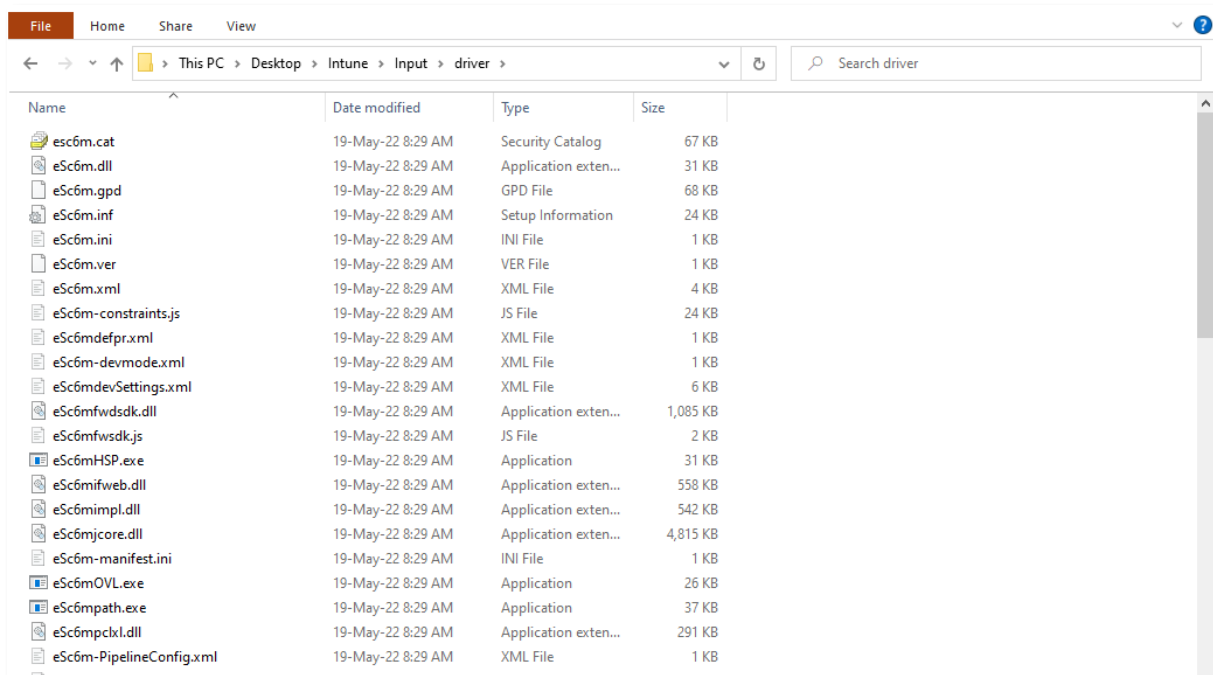 File Home Share View
This PC > Desktop > Intune > Input > driver > Search driver
Name Date modified Type Size
esc6m.cat 19-May-22 8:29 AM Security Catalog 67 KB
eSc6m.dll 19-May-22 8:29 AM Application exten... 31 KB
eSc6m.gpd 19-May-22 8:29 AM GPD File 68 KB
eSc6m.inf 19-May-22 8:29 AM Setup Information 24 KB
eSc6m.ini 19-May-22 8:29 AM INI File 1 KB
eSc6m.ver 19-May-22 8:29 AM VER File 1 KB
eSc6m.xml 19-May-22 8:29 AM XML File 4 KB
eSc6m-constraints.js 19-May-22 8:29 AM JS File 24 KB
eSc6mdefpr.xml 19-May-22 8:29 AM XML File 1 KB
eSc6m-devmode.xml 19-May-22 8:29 AM XML File 1 KB
eSc6mdevSettings.xml 19-May-22 8:29 AM XML File 6 KB
eSc6mfwdsdk.dll 19-May-22 8:29 AM Application exten... 1,085 KB
eSc6mfwsdk.js 19-May-22 8:29 AM JS File 2 KB
eSc6mHSP.exe 19-May-22 8:29 AM Application 31 KB
eSc6mifweb.dll 19-May-22 8:29 AM Application exten... 558 KB
eSc6mimpl.dll 19-May-22 8:29 AM Application exten... 542 KB
eSc6mjcore.dll 19-May-22 8:29 AM Application exten... 4,815 KB
eSc6m-manifest.ini 19-May-22 8:29 AM INI File 1 KB
eSc6mOVL.exe 19-May-22 8:29 AM Application 26 KB
eSc6mpath.exe 19-May-22 8:29 AM Application 37 KB
eSc6mpclxl.dll 19-May-22 8:29 AM Application exten... 291 KB
eSc6m-PipelineConfig.xml 19-May-22 8:29 AM XML File 1 KB